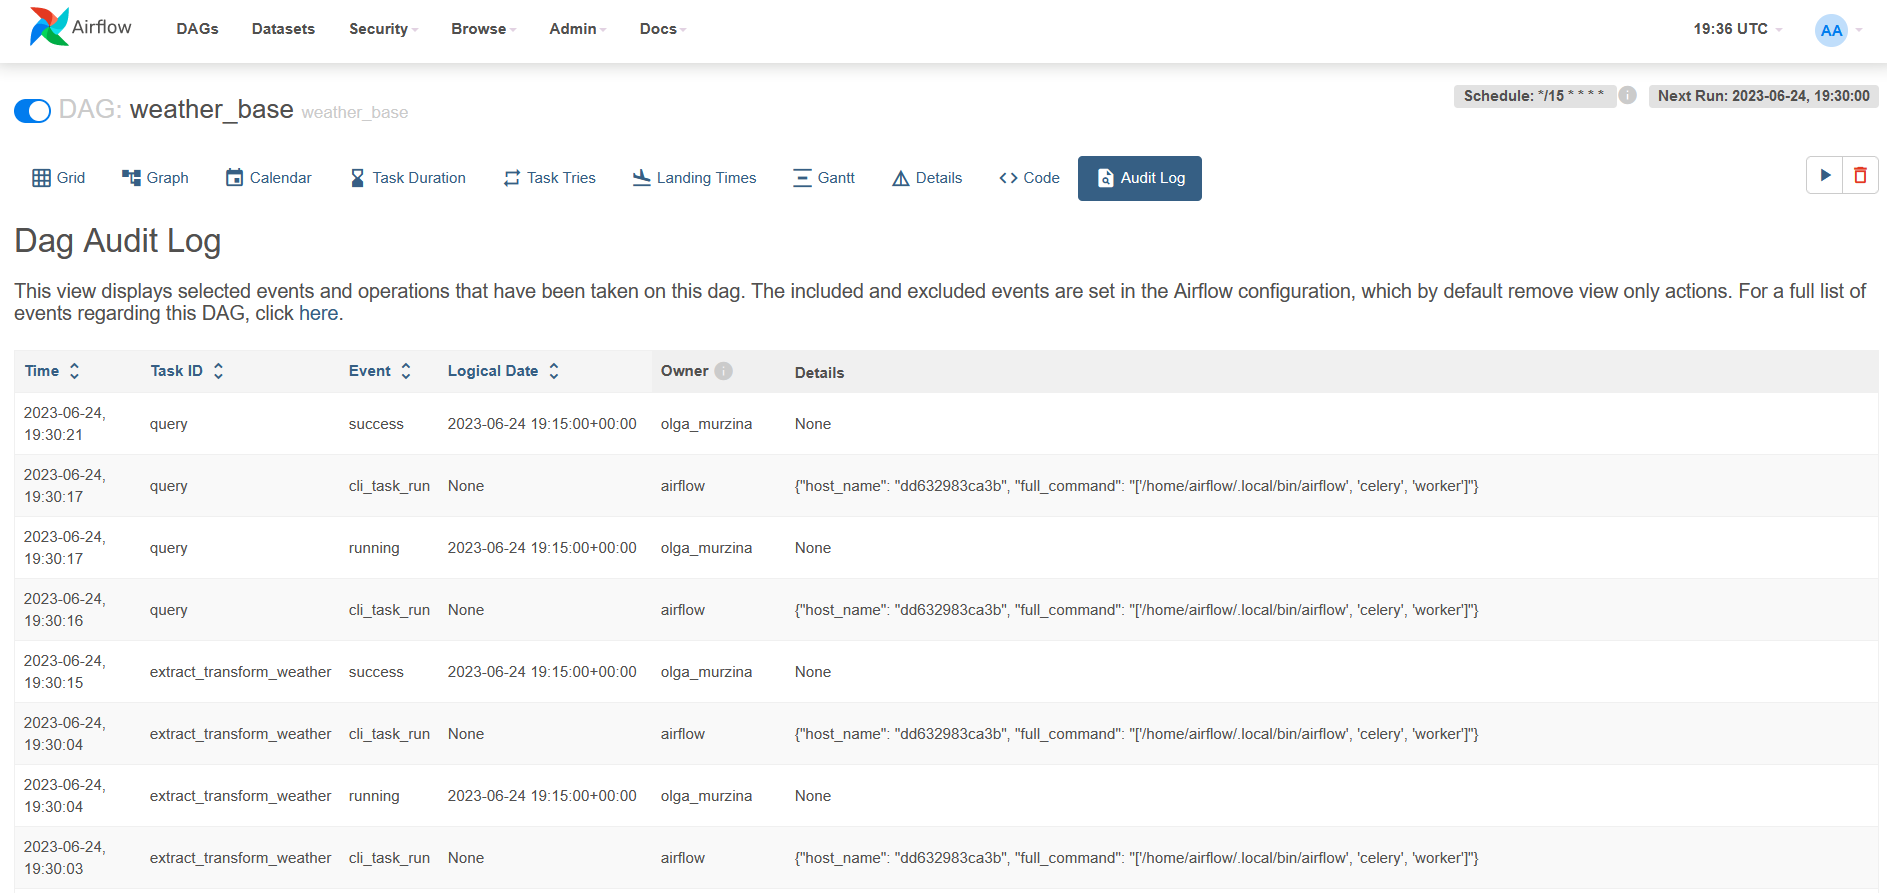 Airflow DAGs Datasets Security Browse Admin Docs 19:36 UTC AA
DAG: weather_base weather_base Schedule: */15 * * * * Next Run: 2023-06-24, 19:30:00
Grid Graph Calendar Task Duration Task Tries Landing Times Gantt Details Code Audit Log
Dag Audit Log
This view displays selected events and operations that have been taken on this dag. The included and excluded events are set in the Airflow configuration, which by default remove view only actions. For a full list of
events regarding this DAG, click here.
Time Task ID Event Logical Date Owner Details
2023-06-24,
19:30:21 query success 2023-06-24 19:15:00+00:00 olga_murzina None
2023-06-24,
19:30:17 query cli_task_run None airflow {"host_name": "dd632983ca3b", "full_command": "['/home/airflow/.local/bin/airflow', 'celery', 'worker']"}
2023-06-24,
19:30:17 query running 2023-06-24 19:15:00+00:00 olga_murzina None
2023-06-24,
19:30:16 query cli_task_run None airflow {"host_name": "dd632983ca3b", "full_command": "['/home/airflow/.local/bin/airflow', 'celery', 'worker']"}
2023-06-24,
19:30:15 extract_transform_weather success 2023-06-24 19:15:00+00:00 olga_murzina None
2023-06-24,
19:30:04 extract_transform_weather cli_task_run None airflow {"host_name": "dd632983ca3b", "full_command": "['/home/airflow/.local/bin/airflow', 'celery', 'worker']"}
2023-06-24,
19:30:04 extract_transform_weather running 2023-06-24 19:15:00+00:00 olga_murzina None
2023-06-24,
19:30:03 extract_transform_weather cli_task_run None airflow {"host_name": "dd632983ca3b", "full_command": "['/home/airflow/.local/bin/airflow', 'celery', 'worker']"}